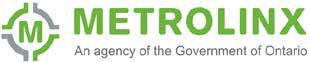 M METROLINX
An agency of the Government of Ontario